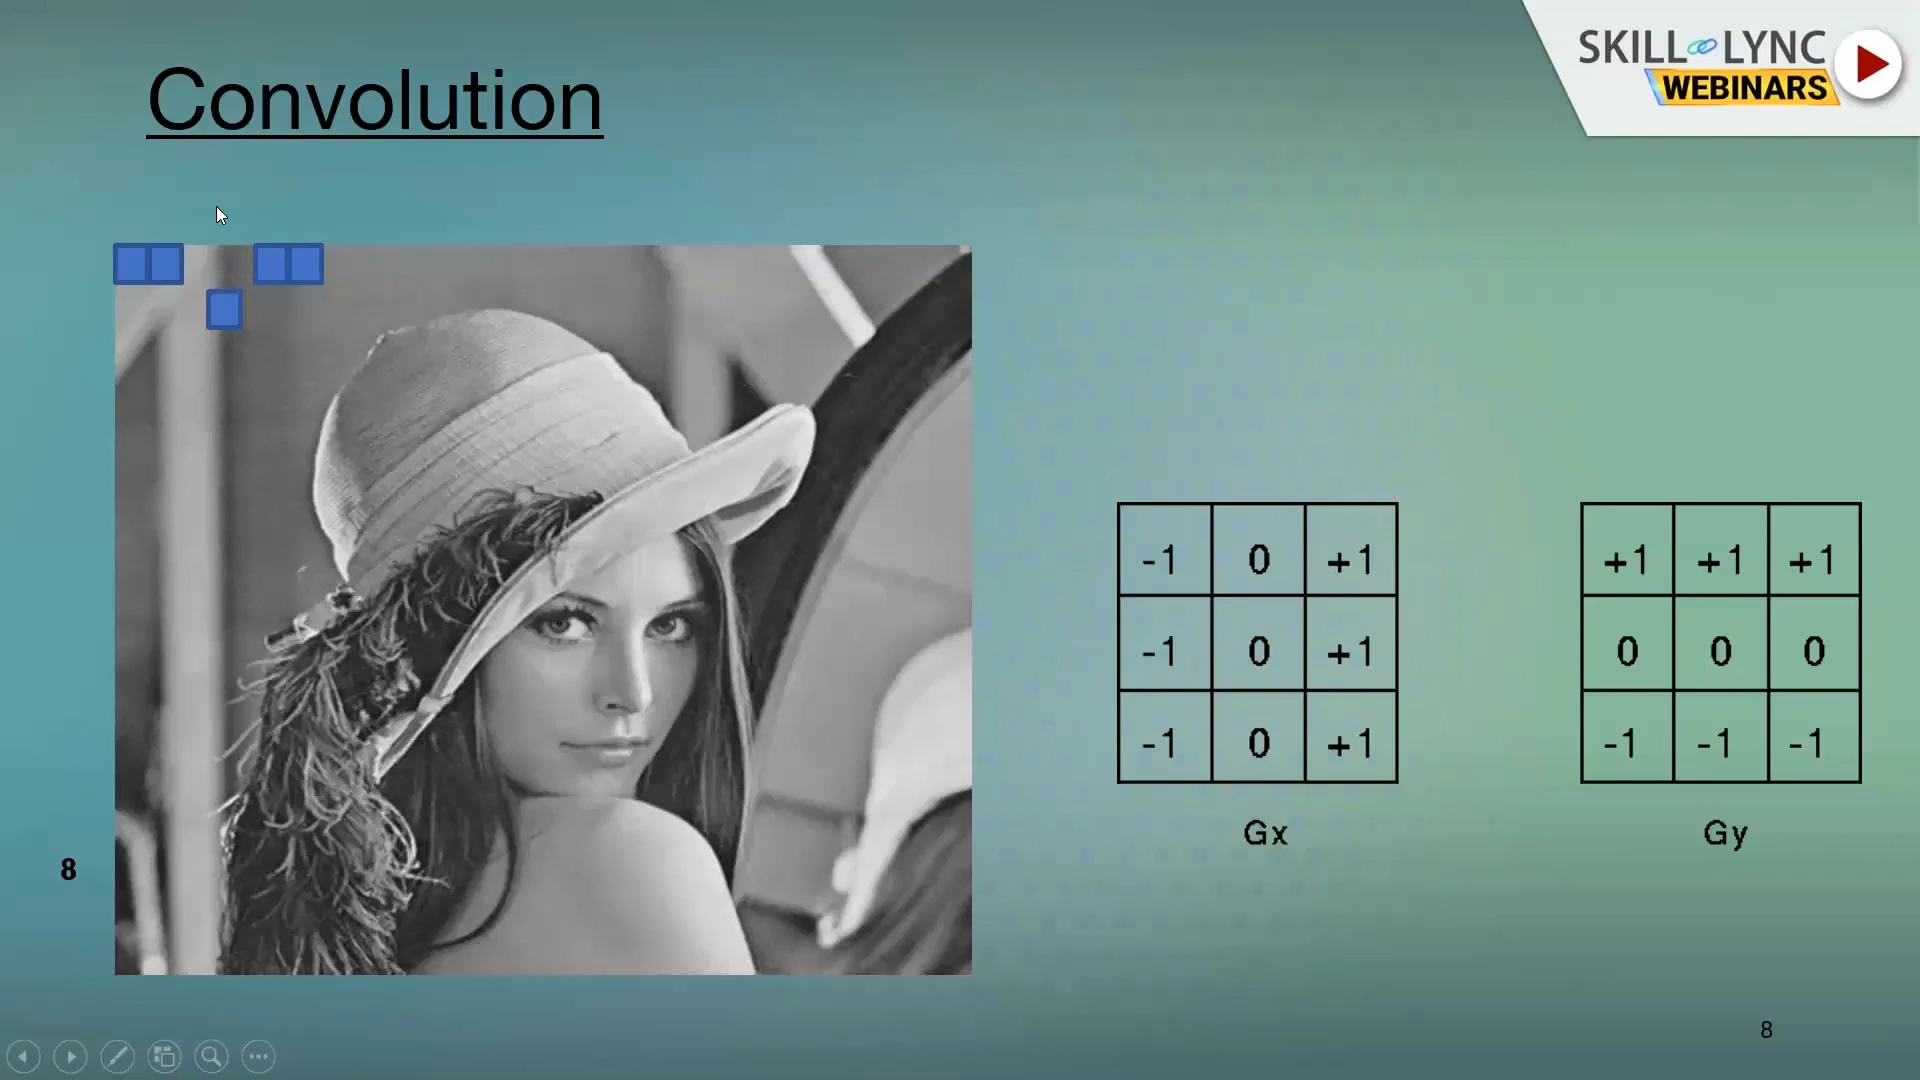 Convolution
SKILL LYNC
WEBINARS
-1 0 +1
-1 0 +1
-1 0 +1
Gx
+1 +1 +1
0 0 0
-1 -1 -1
Gy
8
8